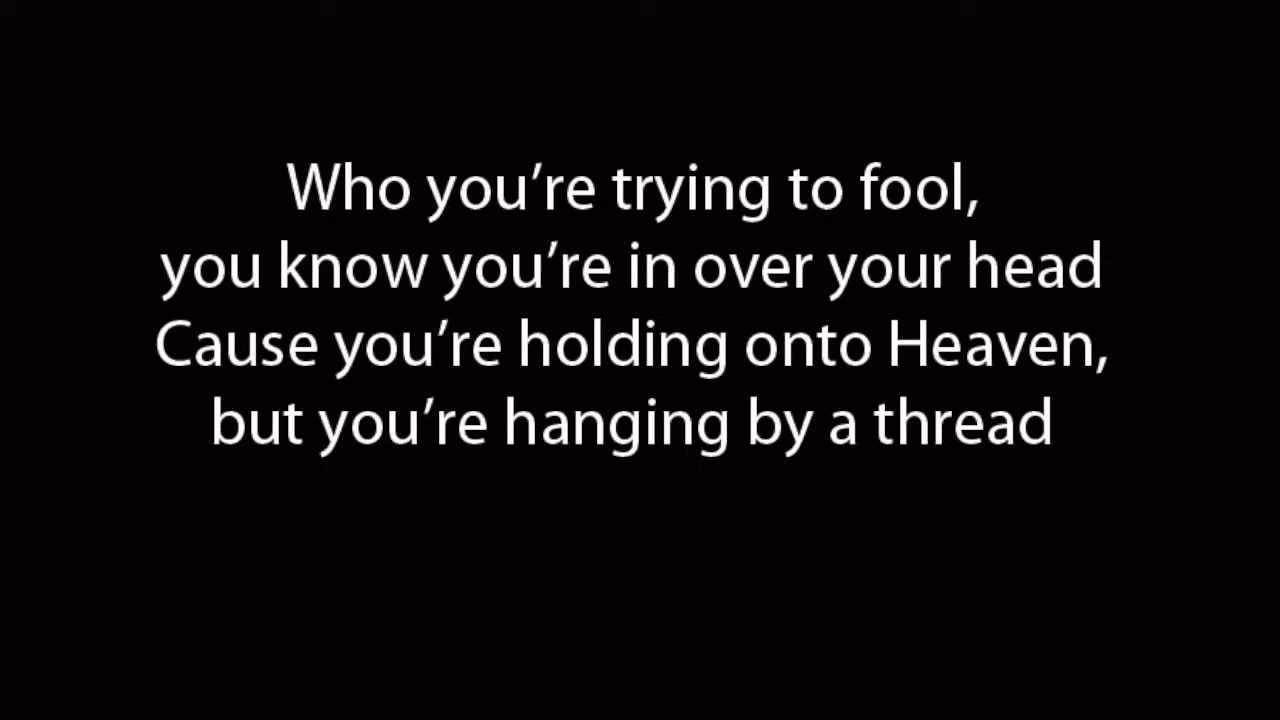 Who you’re trying to fool,
you know you’re in over your head
Cause you’re holding onto Heaven,
but you’re hanging by a thread